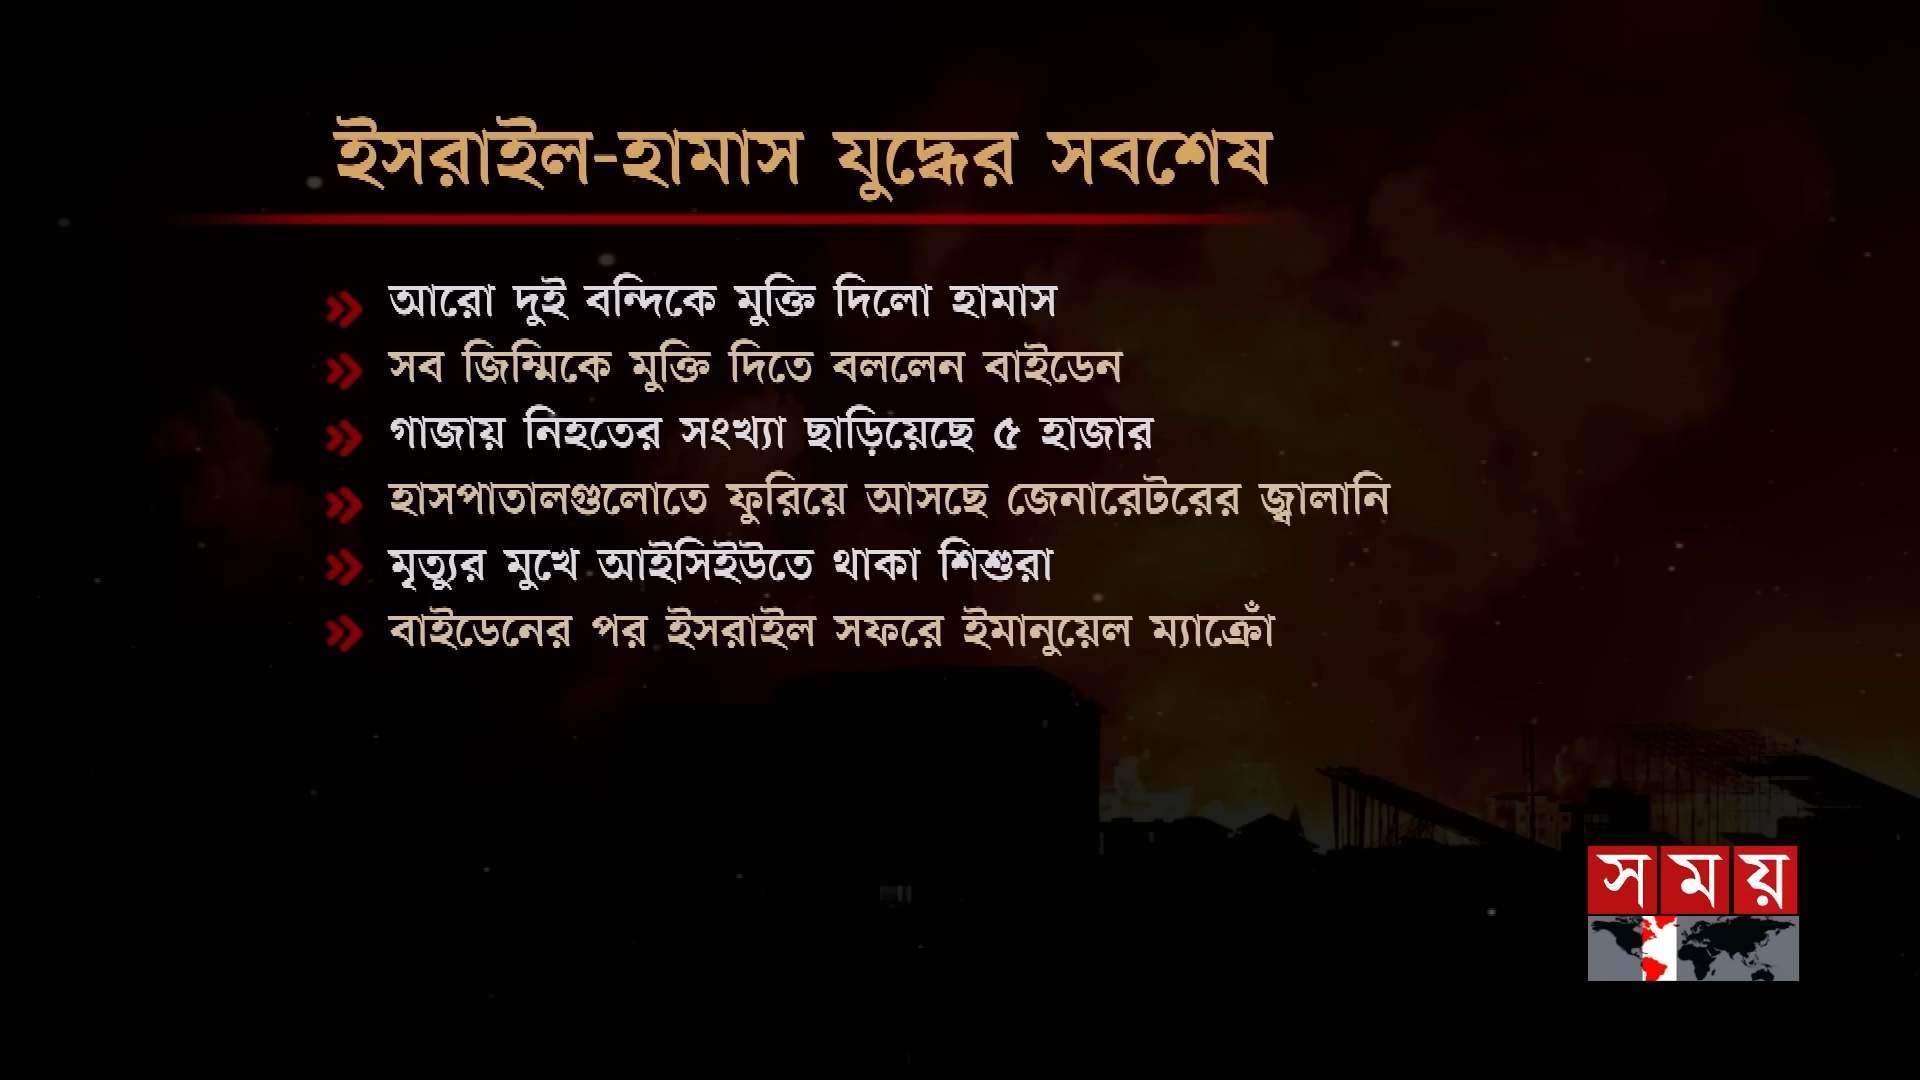 ইসরাইল-হামাস যুদ্ধের সবশেষ
আরো দুই বন্দিকে মুক্তি দিলো হামাস
সব জিম্মিকে মুক্তি দিতে বললেন বাইডেন
গাজায় নিহতের সংখ্যা ছাড়িয়েছে ৫ হাজার
হাসপাতালগুলোতে ফুরিয়ে আসছে জেনারেটরের জ্বালানি
মৃত্যুর মুখে আইসিইউতে থাকা শিশুরা
বাইডেনের পর ইসরাইল সফরে ইমানুয়েল ম্যাক্রোঁ
সময়